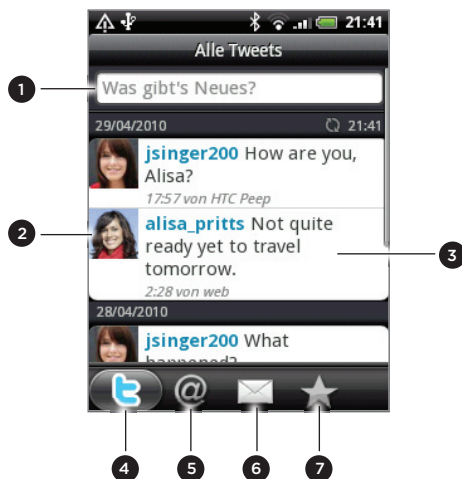 21:41
Alle Tweets
1
Was gibt's Neues?
29/04/2010 21:41
jsinger200 How are you,
Alisa?
17:57 von HTC Peep
2
alisa_pritts Not quite
ready yet to travel
tomorrow.
3
2:28 von web
28/04/2010
jsinger200 What
happened?
t @
4 5 6 7